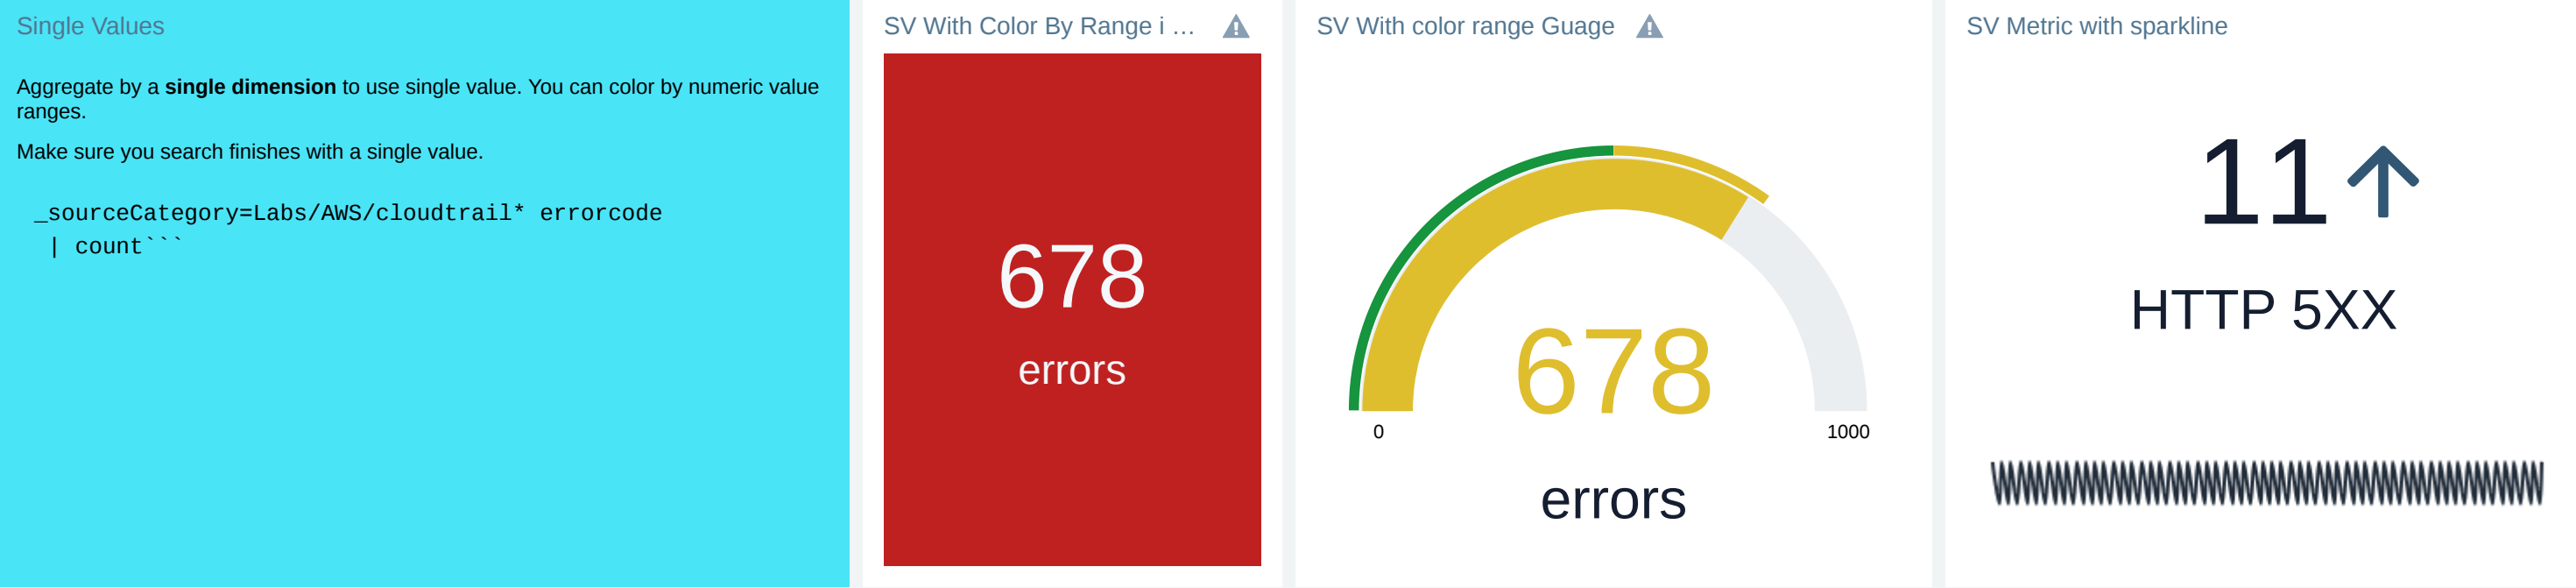 Single Values
Aggregate by a single dimension to use single value. You can color by numeric value
ranges.
Make sure you search finishes with a single value.
_sourceCategory=Labs/AWS/cloudtrail* errorcode
| count```
SV With Color By Range i ...
678
errors
SV With color range Guage
678
0
1000
errors
SV Metric with sparkline
11
HTTP 5XX